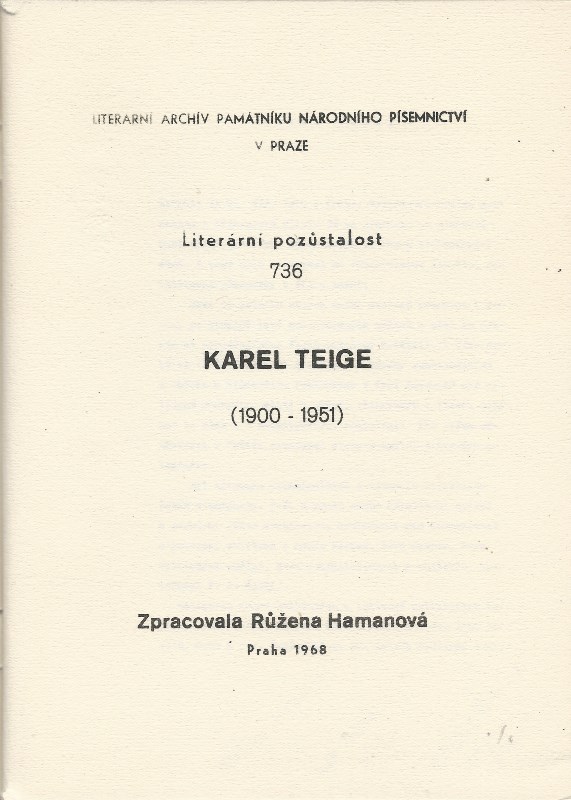 LITERÁRNÍ ARCHÍV PAMÁTNÍKU NÁRODNÍHO PÍSEMNICTVÍ
V PRAZE
Literární pozůstalost
736
KAREL TEIGE
(1900 - 1951)
Zpracovala Růžena Hamanová
Praha 1968